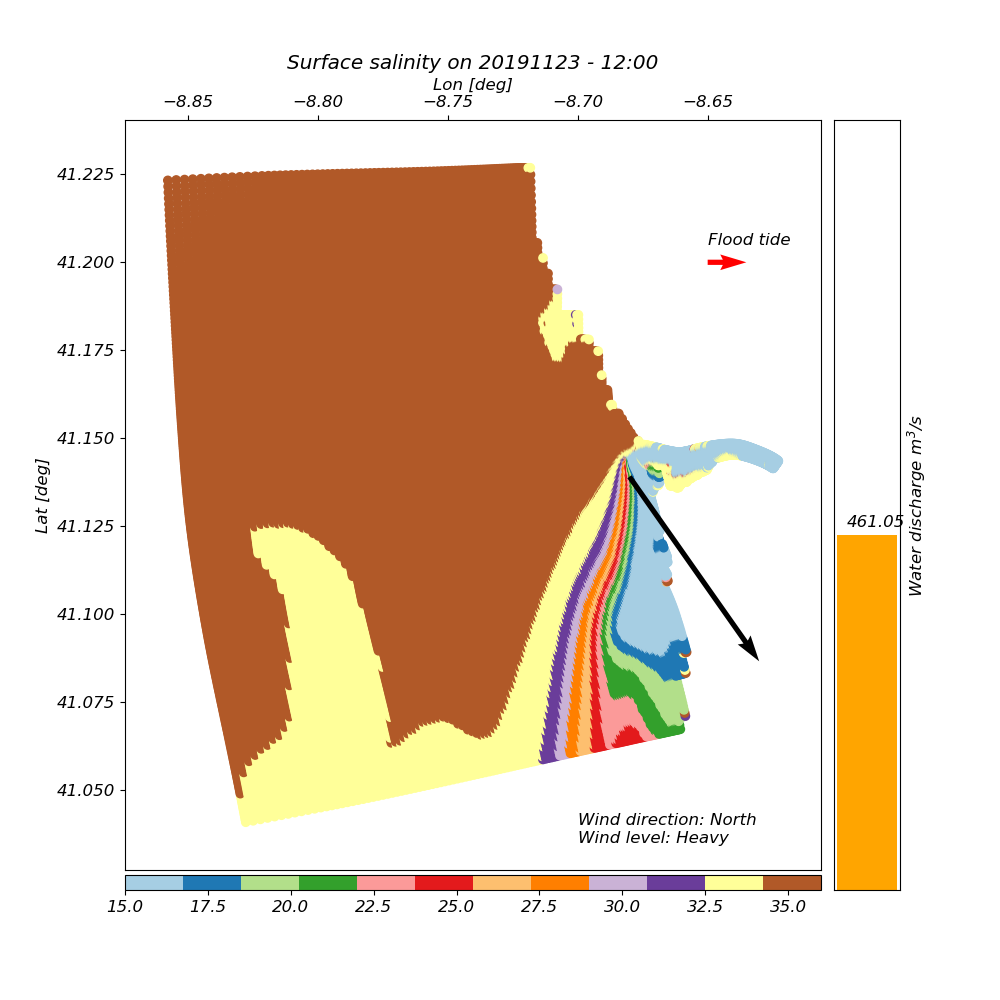 Surface salinity on 20191123 - 12:00
Lon [deg]
−8.85 −8.80 −8.75 −8.70 −8.65
41.225
41.200
41.175
41.150
41.125
41.100
41.075
41.050
Lat [deg]
Flood tide
Wind direction: North
Wind level: Heavy
461.05
Water discharge m³/s
15.0 17.5 20.0 22.5 25.0 27.5 30.0 32.5 35.0